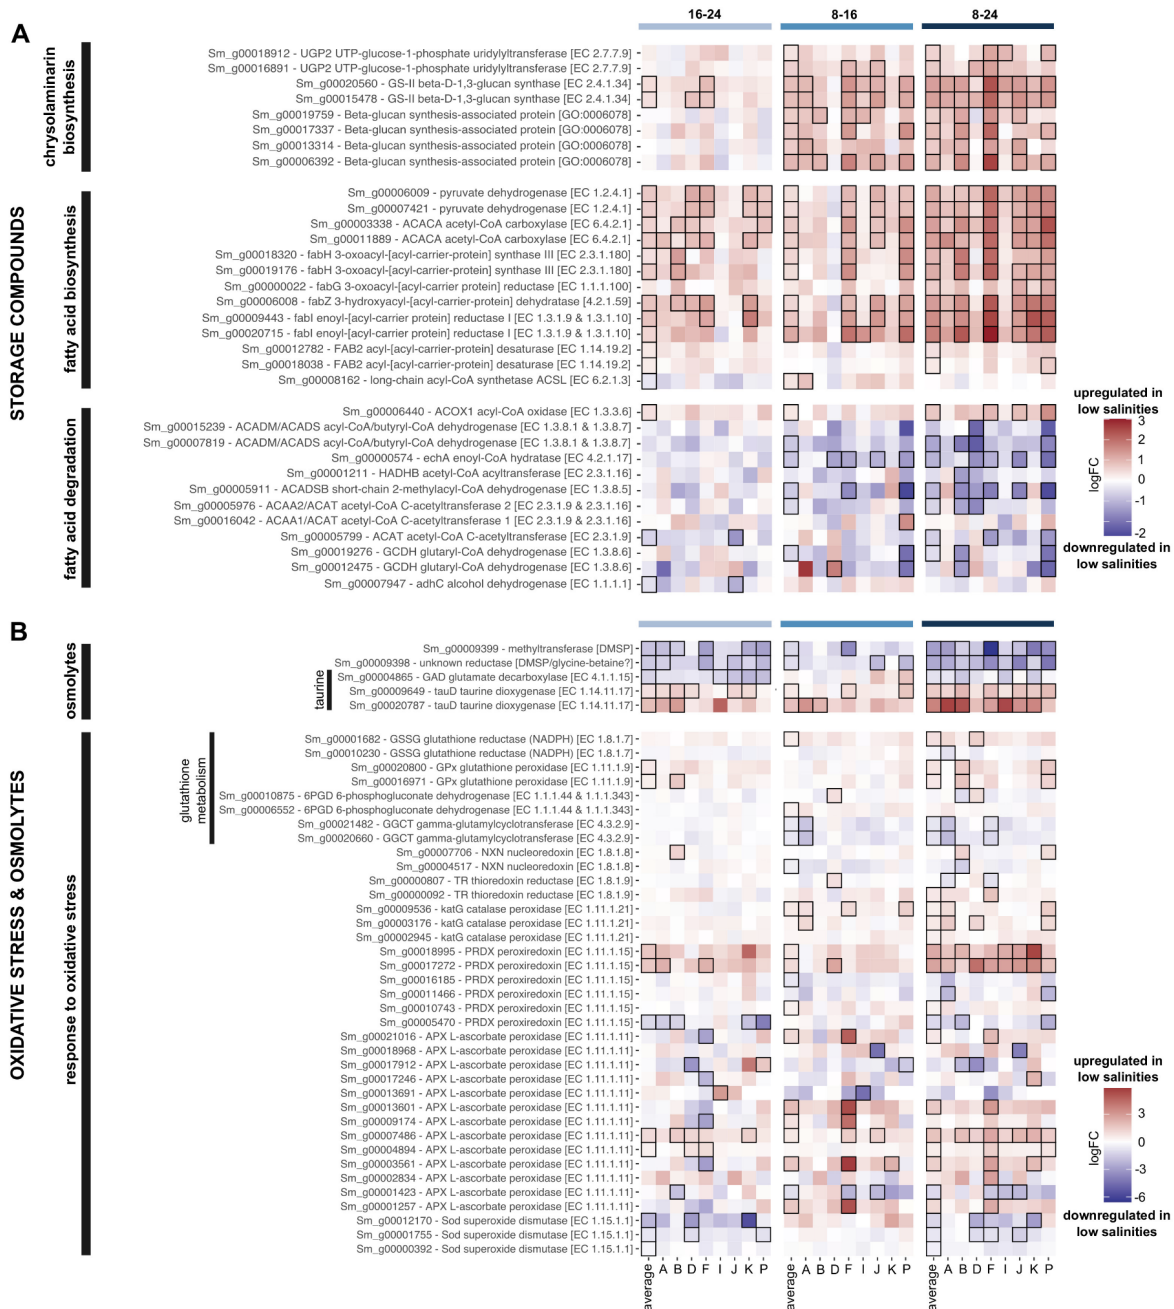 16-24 8-16 8-24
A
STORAGE COMPOUNDS
chrysolaminarin
biosynthesis
Sm_g00018912 - UGP2 UTP-glucose-1-phosphate uridylyltransferase [EC 2.7.7.9]
Sm_g00016891 - UGP2 UTP-glucose-1-phosphate uridylyltransferase [EC 2.7.7.9]
Sm_g00020560 - GS-II beta-D-1,3-glucan synthase [EC 2.4.1.34]
Sm_g00015478 - GS-II beta-D-1,3-glucan synthase [EC 2.4.1.34]
Sm_g00019759 - Beta-glucan synthesis-associated protein [GO:0006078]
Sm_g00017337 - Beta-glucan synthesis-associated protein [GO:0006078]
Sm_g00013314 - Beta-glucan synthesis-associated protein [GO:0006078]
Sm_g00006392 - Beta-glucan synthesis-associated protein [GO:0006078]
fatty acid biosynthesis
Sm_g00006009 - pyruvate dehydrogenase [EC 1.2.4.1]
Sm_g00007421 - pyruvate dehydrogenase [EC 1.2.4.1]
Sm_g00003338 - ACACA acetyl-CoA carboxylase [EC 6.4.2.1]
Sm_g00011889 - ACACA acetyl-CoA carboxylase [EC 6.4.2.1]
Sm_g00018320 - fabH 3-oxoacyl-[acyl-carrier-protein] synthase III [EC 2.3.1.180]
Sm_g00019176 - fabH 3-oxoacyl-[acyl-carrier-protein] synthase III [EC 2.3.1.180]
Sm_g00000022 - fabG 3-oxoacyl-[acyl-carrier-protein] reductase [EC 1.1.1.100]
Sm_g00006008 - fabZ 3-hydroxyacyl-[acyl-carrier-protein] dehydratase [4.2.1.59]
Sm_g00009443 - fabI enoyl-[acyl-carrier protein] reductase I [EC 1.3.1.9 & 1.3.1.10]
Sm_g00020715 - fabI enoyl-[acyl-carrier protein] reductase I [EC 1.3.1.9 & 1.3.1.10]
Sm_g00012782 - FAB2 acyl-[acyl-carrier-protein] desaturase [EC 1.14.19.2]
Sm_g00018038 - FAB2 acyl-[acyl-carrier-protein] desaturase [EC 1.14.19.2]
Sm_g00008162 - long-chain acyl-CoA synthetase ACSL [EC 6.2.1.3]
fatty acid degradation
Sm_g00006440 - ACOX1 acyl-CoA oxidase [EC 1.3.3.6]
Sm_g00015239 - ACADM/ACADS acyl-CoA/butyryl-CoA dehydrogenase [EC 1.3.8.1 & 1.3.8.7]
Sm_g00007819 - ACADM/ACADS acyl-CoA/butyryl-CoA dehydrogenase [EC 1.3.8.1 & 1.3.8.7]
Sm_g00000574 - echA enoyl-CoA hydratase [EC 4.2.1.17]
Sm_g00001211 - HADHB acetyl-CoA acyltransferase [EC 2.3.1.16]
Sm_g00005911 - ACADSB short-chain 2-methylacyl-CoA dehydrogenase [EC 1.3.8.5]
Sm_g00005976 - ACAA2/ACAT acetyl-CoA C-acetyltransferase 2 [EC 2.3.1.9 & 2.3.1.16]
Sm_g00016042 - ACAA1/ACAT acetyl-CoA C-acetyltransferase 1 [EC 2.3.1.9 & 2.3.1.16]
Sm_g00005799 - ACAT acetyl-CoA C-acetyltransferase [EC 2.3.1.9]
Sm_g00019276 - GCDH glutaryl-CoA dehydrogenase [EC 1.3.8.6]
Sm_g00012475 - GCDH glutaryl-CoA dehydrogenase [EC 1.3.8.6]
Sm_g00007947 - adhC alcohol dehydrogenase [EC 1.1.1.1]
upregulated in
low salinities
logFC
3
2
1
0
-1
-2
downregulated in
low salinities
B
OXIDATIVE STRESS & OSMOLYTES
osmolytes
taurine
Sm_g00009399 - methyltransferase [DMSP]
Sm_g00009398 - unknown reductase [DMSP/glycine-betaine?]
Sm_g00004865 - GAD glutamate decarboxylase [EC 4.1.1.15]
Sm_g00009649 - tauD taurine dioxygenase [EC 1.14.11.17]
Sm_g00020787 - tauD taurine dioxygenase [EC 1.14.11.17]
response to oxidative stress
glutathione
metabolism
Sm_g00001682 - GSSG glutathione reductase (NADPH) [EC 1.8.1.7]
Sm_g00010230 - GSSG glutathione reductase (NADPH) [EC 1.8.1.7]
Sm_g00020800 - GPx glutathione peroxidase [EC 1.11.1.9]
Sm_g00016971 - GPx glutathione peroxidase [EC 1.11.1.9]
Sm_g00010875 - 6PGD 6-phosphogluconate dehydrogenase [EC 1.1.1.44 & 1.1.1.343]
Sm_g00006552 - 6PGD 6-phosphogluconate dehydrogenase [EC 1.1.1.44 & 1.1.1.343]
Sm_g00021482 - GGCT gamma-glutamylcyclotransferase [EC 4.3.2.9]
Sm_g00020660 - GGCT gamma-glutamylcyclotransferase [EC 4.3.2.9]
Sm_g00007706 - NXN nucleoredoxin [EC 1.8.1.8]
Sm_g00004517 - NXN nucleoredoxin [EC 1.8.1.8]
Sm_g00000807 - TR thioredoxin reductase [EC 1.8.1.9]
Sm_g00000092 - TR thioredoxin reductase [EC 1.8.1.9]
Sm_g00009536 - katG catalase peroxidase [EC 1.11.1.21]
Sm_g00003176 - katG catalase peroxidase [EC 1.11.1.21]
Sm_g00002945 - katG catalase peroxidase [EC 1.11.1.21]
Sm_g00018995 - PRDX peroxiredoxin [EC 1.11.1.15]
Sm_g00017272 - PRDX peroxiredoxin [EC 1.11.1.15]
Sm_g00016185 - PRDX peroxiredoxin [EC 1.11.1.15]
Sm_g00011466 - PRDX peroxiredoxin [EC 1.11.1.15]
Sm_g00010743 - PRDX peroxiredoxin [EC 1.11.1.15]
Sm_g00005470 - PRDX peroxiredoxin [EC 1.11.1.15]
Sm_g00021016 - APX L-ascorbate peroxidase [EC 1.11.1.11]
Sm_g00018968 - APX L-ascorbate peroxidase [EC 1.11.1.11]
Sm_g00017912 - APX L-ascorbate peroxidase [EC 1.11.1.11]
Sm_g00017246 - APX L-ascorbate peroxidase [EC 1.11.1.11]
Sm_g00013691 - APX L-ascorbate peroxidase [EC 1.11.1.11]
Sm_g00013601 - APX L-ascorbate peroxidase [EC 1.11.1.11]
Sm_g00009174 - APX L-ascorbate peroxidase [EC 1.11.1.11]
Sm_g00007486 - APX L-ascorbate peroxidase [EC 1.11.1.11]
Sm_g00004894 - APX L-ascorbate peroxidase [EC 1.11.1.11]
Sm_g00003561 - APX L-ascorbate peroxidase [EC 1.11.1.11]
Sm_g00002834 - APX L-ascorbate peroxidase [EC 1.11.1.11]
Sm_g00001423 - APX L-ascorbate peroxidase [EC 1.11.1.11]
Sm_g00001257 - APX L-ascorbate peroxidase [EC 1.11.1.11]
Sm_g00012170 - Sod superoxide dismutase [EC 1.15.1.1]
Sm_g00001755 - Sod superoxide dismutase [EC 1.15.1.1]
Sm_g00000392 - Sod superoxide dismutase [EC 1.15.1.1]
upregulated in
low salinities
logFC
3
0
-3
-6
downregulated in
low salinities
average A B D F I J K P average A B D F I J K P average A B D F I J K P